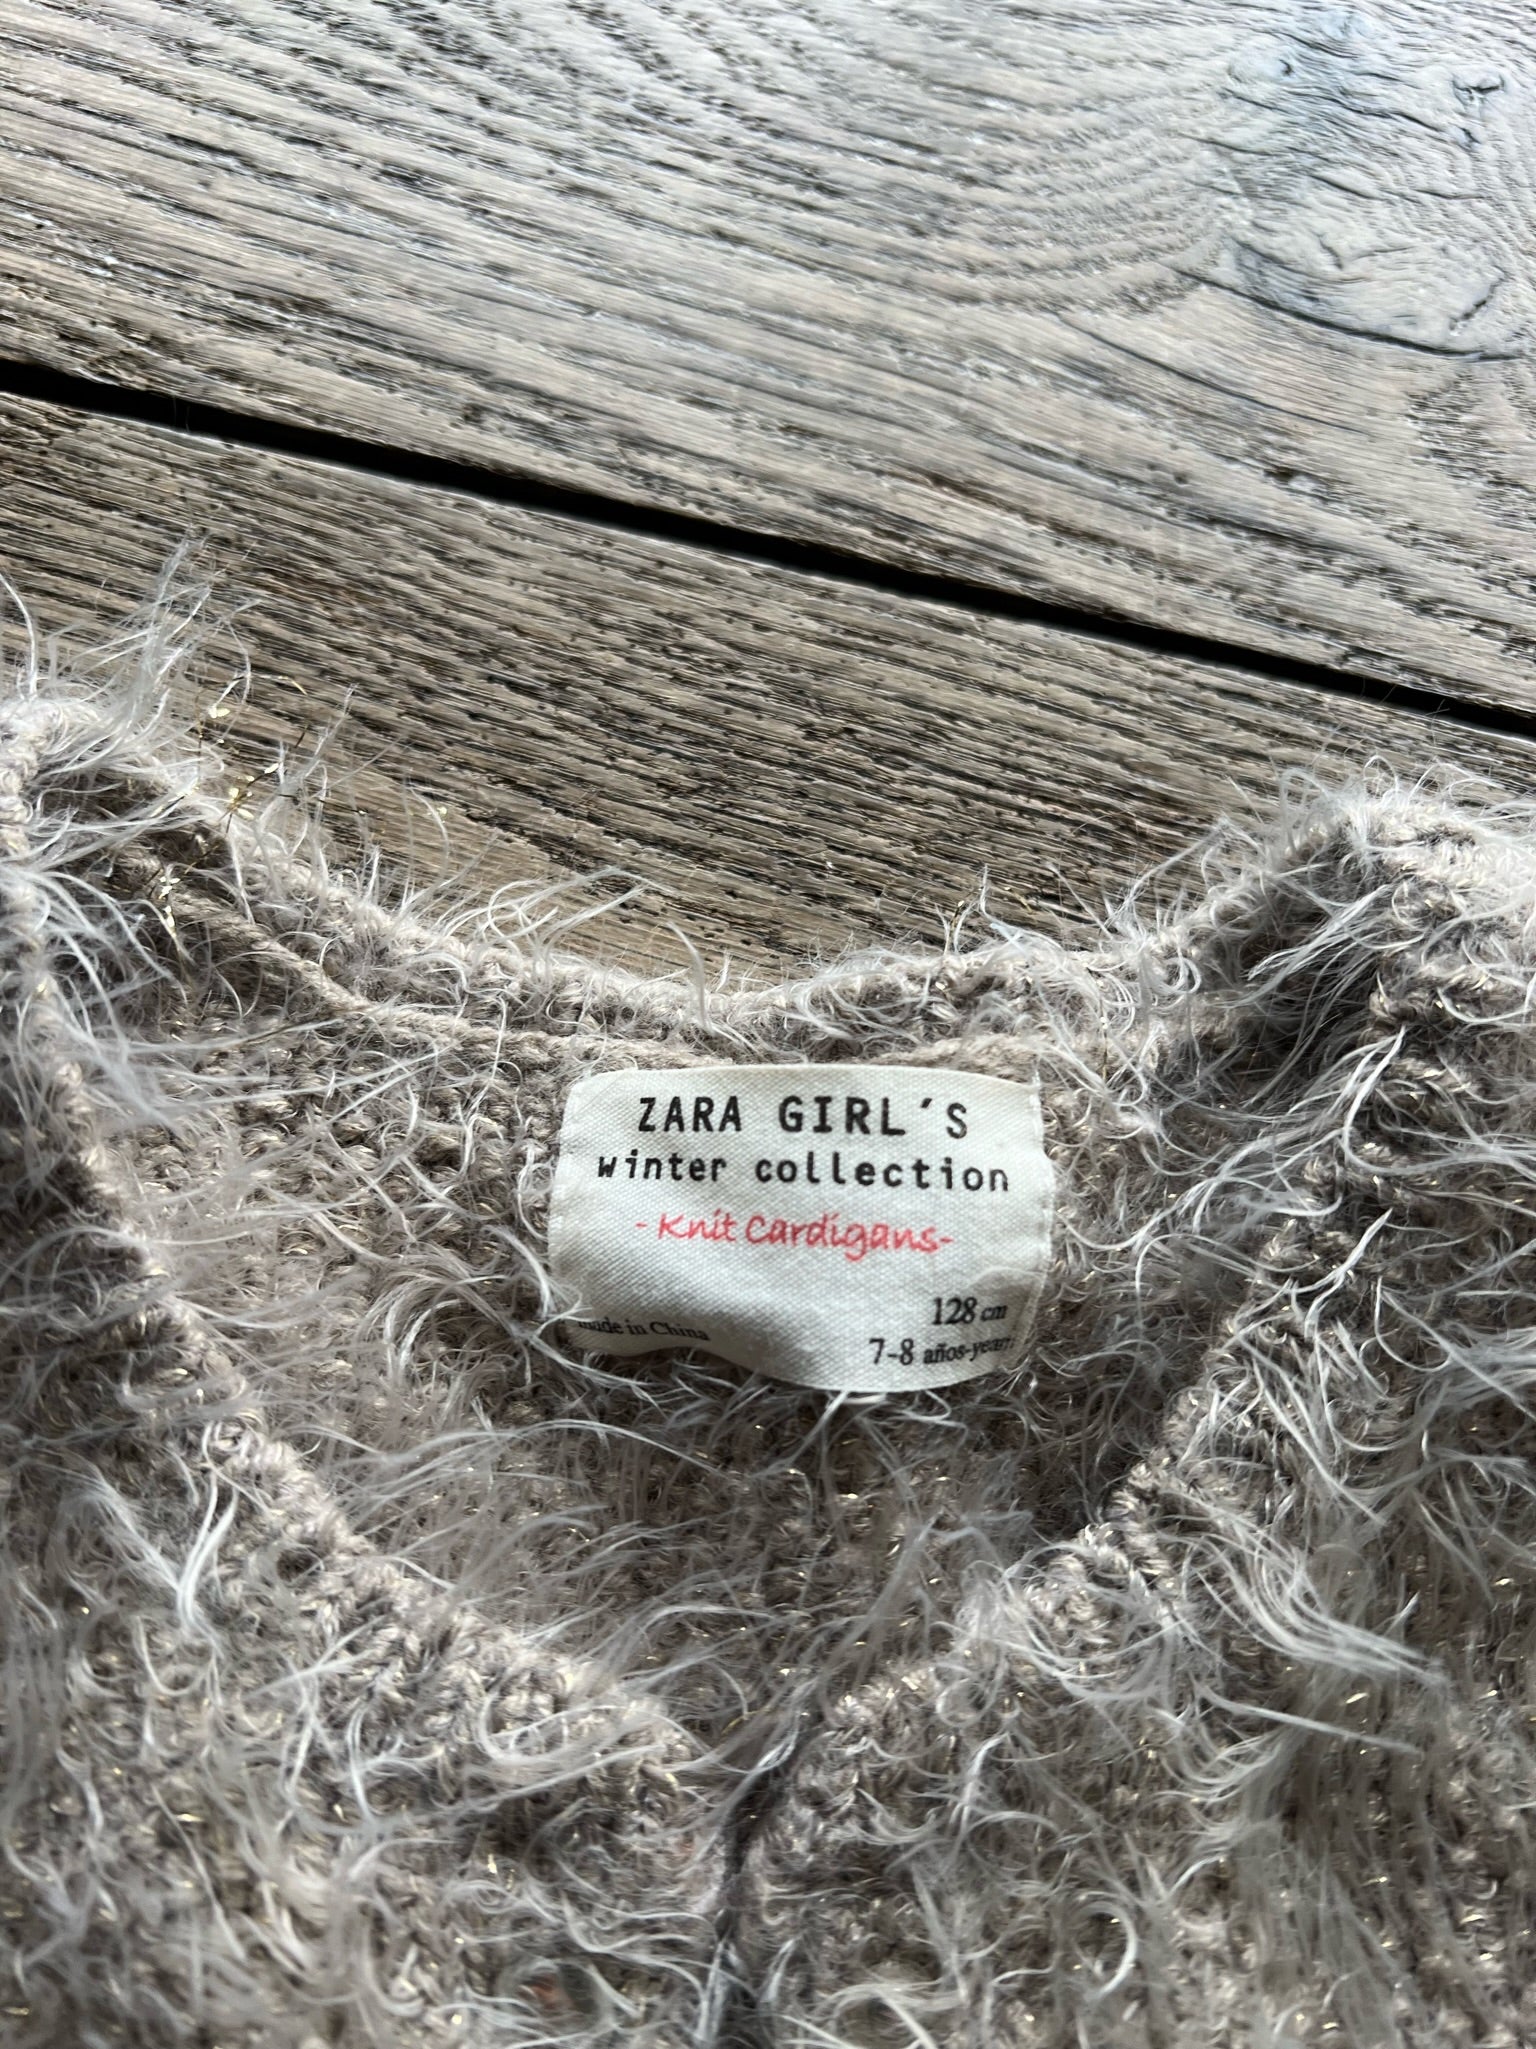 ZARA GIRL´S
winter collection
- Knit Cardigans-
128 cm
made in China
7-8 años-years